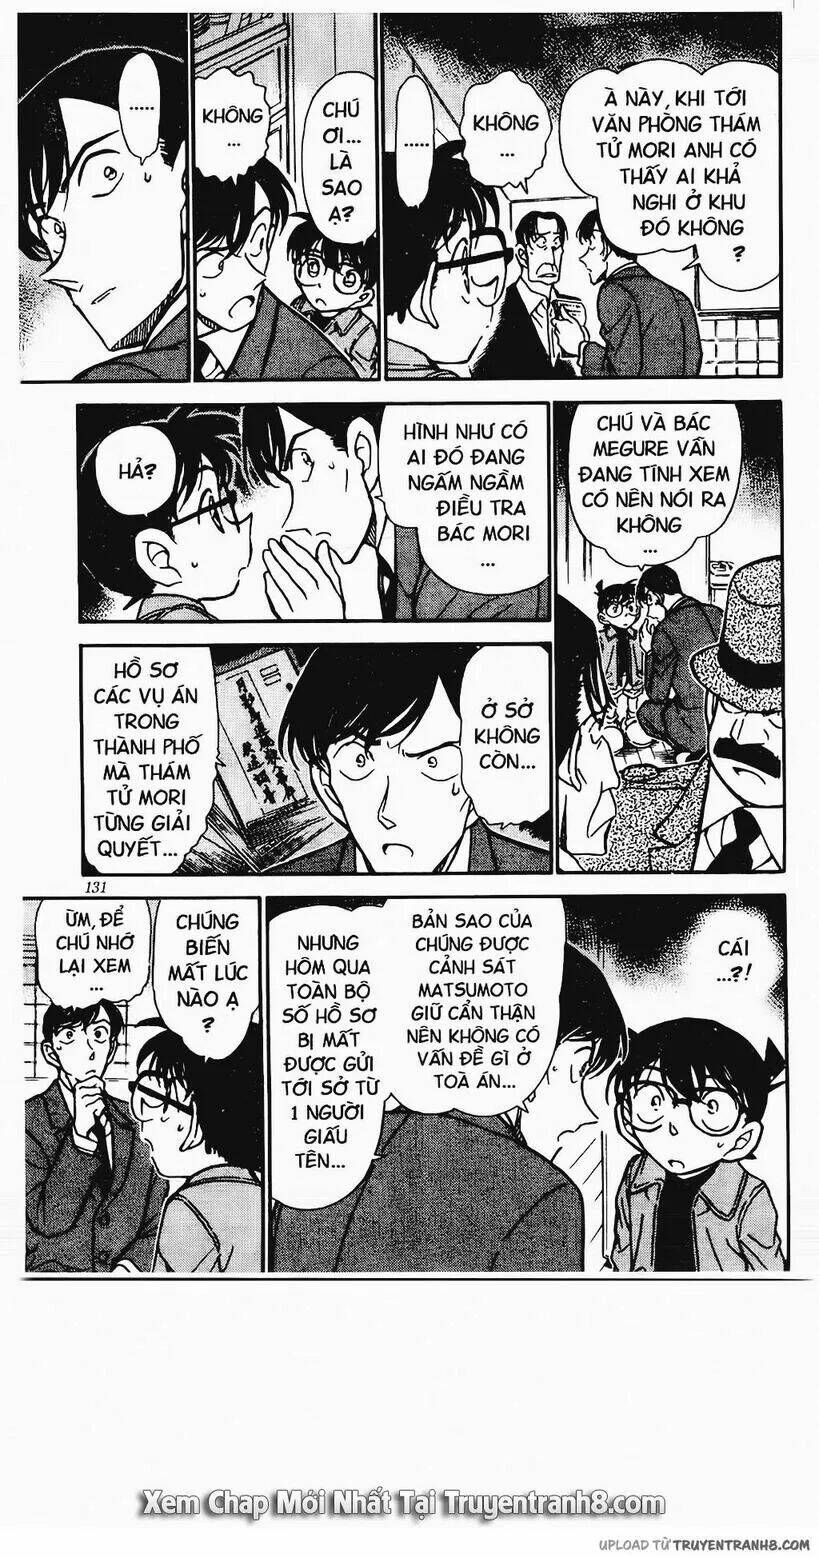 À NÀY, KHI TỚI
VĂN PHÒNG THÁM
TỬ MORI ANH CÓ
THẤY AI KHẢ
NGHI Ở KHU
ĐÓ KHÔNG
?
KHÔNG
...
......
CHÚ
ƠI...
LÀ
SAO
Ạ?
KHÔNG
...
......
CHÚ VÀ BÁC
MEGURE VẪN
ĐANG TÍNH XEM
CÓ NÊN NÓI RA
KHÔNG
...
HÌNH NHƯ CÓ
AI ĐÓ ĐANG
NGẤM NGẦM
ĐIỀU TRA
BÁC MORI
...
HẢ?
Ở SỞ
KHÔNG
CÒN...
HỒ SƠ
CÁC VỤ ÁN
TRONG
THÀNH PHỐ
MÀ THÁM
TỬ MORI
TỪNG GIẢI
QUYẾT...
131
CÁI
...?!
BẢN SAO CỦA
CHÚNG ĐƯỢC
CẢNH SÁT
MATSUMOTO
GIỮ CẨN THẬN
NÊN KHÔNG CÓ
VẤN ĐỀ GÌ Ở
TOÀ ÁN...
NHƯNG
HÔM QUA
TOÀN BỘ
SỐ HỒ SƠ
BỊ MẤT
ĐƯỢC GỬI
TỚI SỞ TỪ
1 NGƯỜI
GIẤU
TÊN...
CHÚNG
BIẾN
MẤT LÚC
NÀO Ạ
?
ỪM, ĐỂ
CHÚ NHỚ
LẠI XEM
...
Xem Chap Mới Nhất Tại Truyentranh8.com
UPLOAD TỪ TRUYENTRANH8.COM